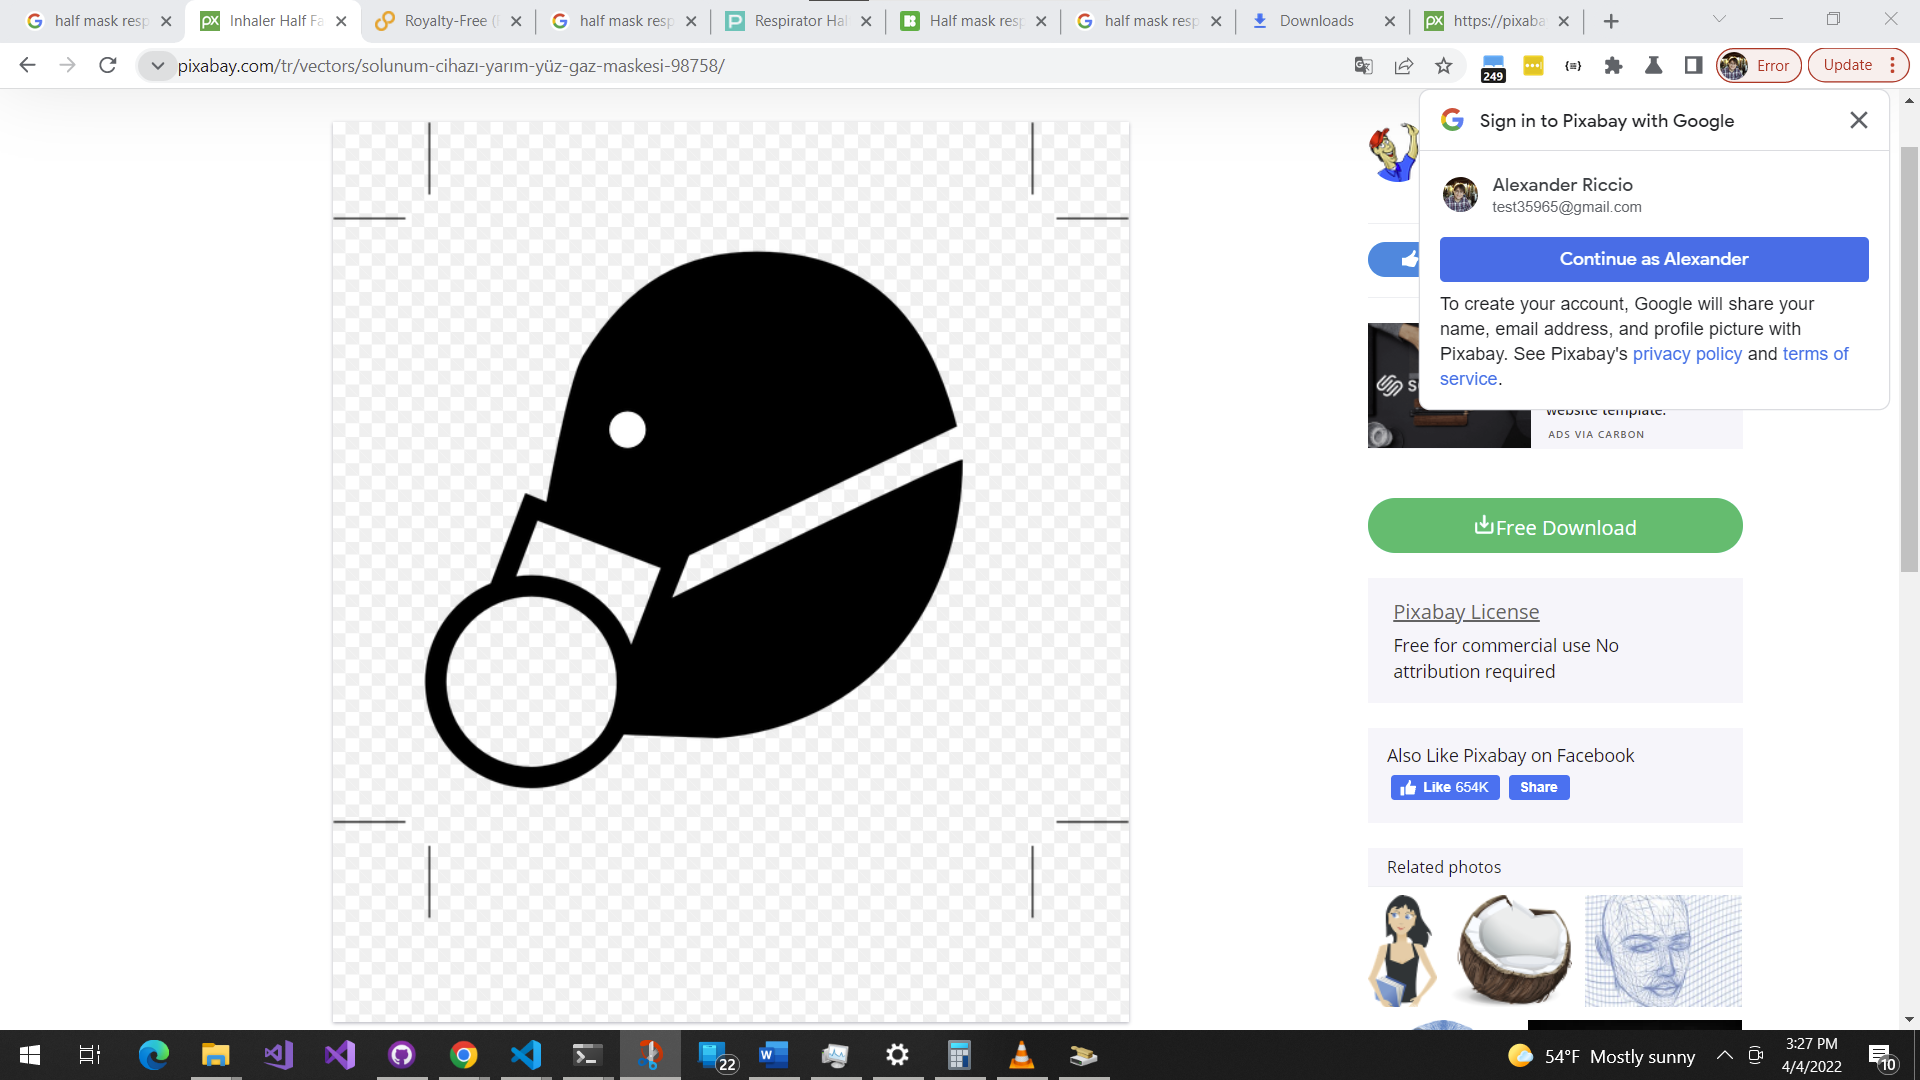 half mask resp
Inhaler Half Fa
Royalty-Free (
half mask resp
Respirator Hal
Half mask resp
half mask resp
Downloads
https://pixaba
pixabay.com/tr/vectors/solunum-cihazı-yarım-yüz-gaz-maskesi-98758/
249
Error
Update
Sign in to Pixabay with Google
Alexander Riccio
test35965@gmail.com
Continue as Alexander
To create your account, Google will share your
name, email address, and profile picture with
Pixabay. See Pixabay's privacy policy and terms of
service.
website template.
ADS VIA CARBON
Free Download
Pixabay License
Free for commercial use No
attribution required
Also Like Pixabay on Facebook
Like 654K
Share
Related photos
22
54°F Mostly sunny
3:27 PM
4/4/2022
10